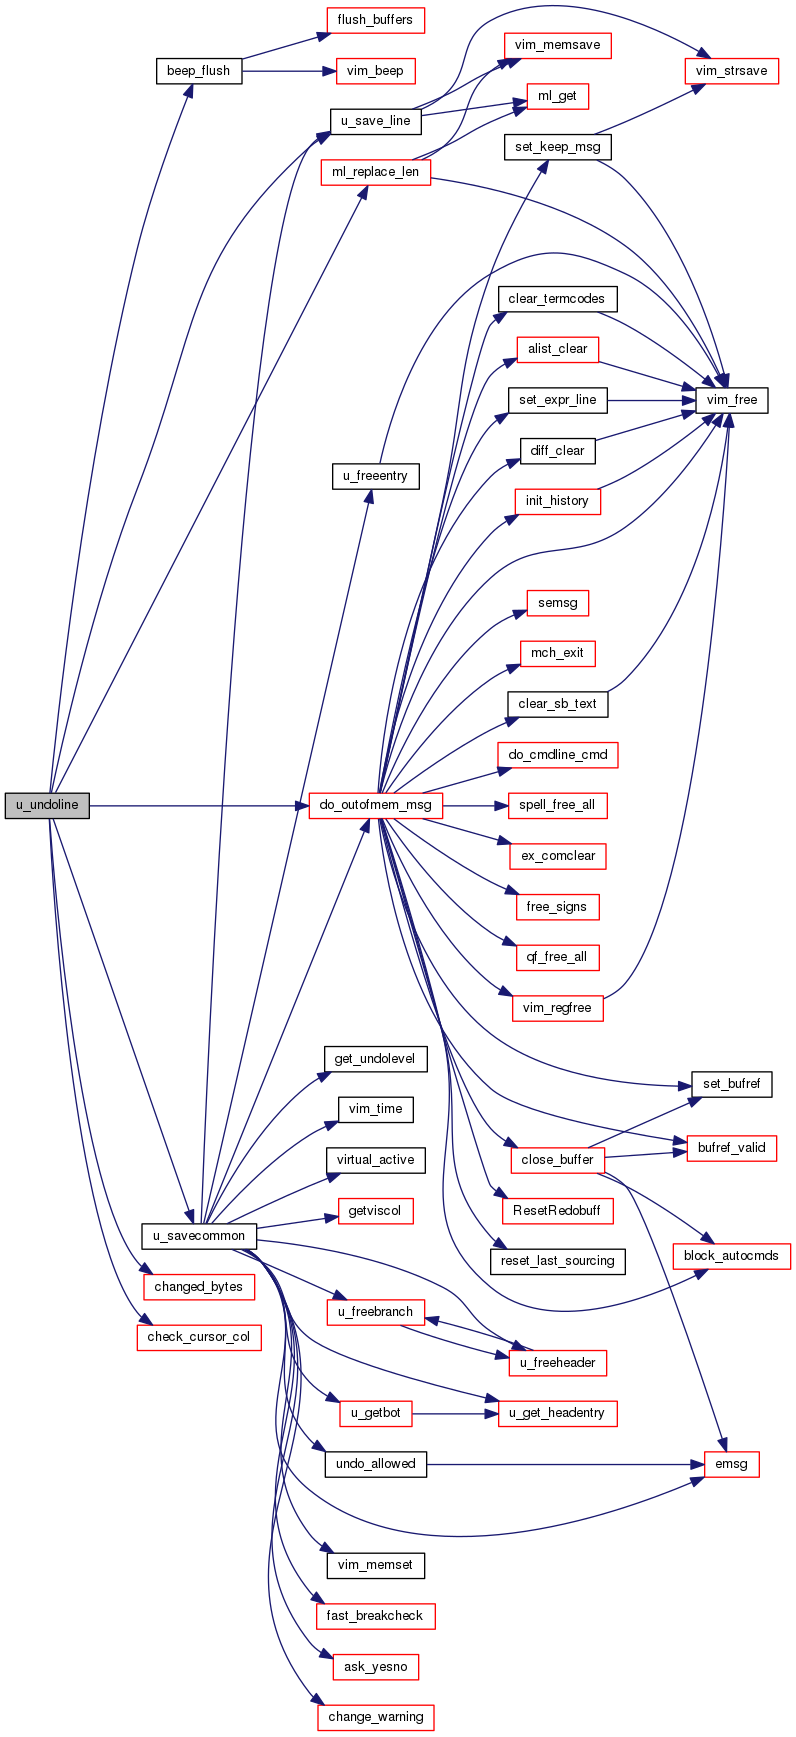 flush_buffers
vim_memsave
beep_flush
vim_beep
vim_strsave
ml_get
u_save_line
set_keep_msg
ml_replace_len
clear_termcodes
alist_clear
set_expr_line
vim_free
diff_clear
u_freeentry
init_history
semsg
mch_exit
clear_sb_text
do_cmdline_cmd
u_undoline
do_outofmem_msg
spell_free_all
ex_comclear
free_signs
qf_free_all
vim_regfree
get_undolevel
set_bufref
vim_time
bufref_valid
virtual_active
close_buffer
getviscol
ResetRedobuff
u_savecommon
block_autocmds
reset_last_sourcing
changed_bytes
u_freebranch
check_cursor_col
u_freeheader
u_getbot
u_get_headentry
undo_allowed
emsg
vim_memset
fast_breakcheck
ask_yesno
change_warning